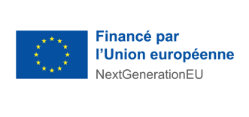 Financé par
l'Union européenne
NextGenerationEU